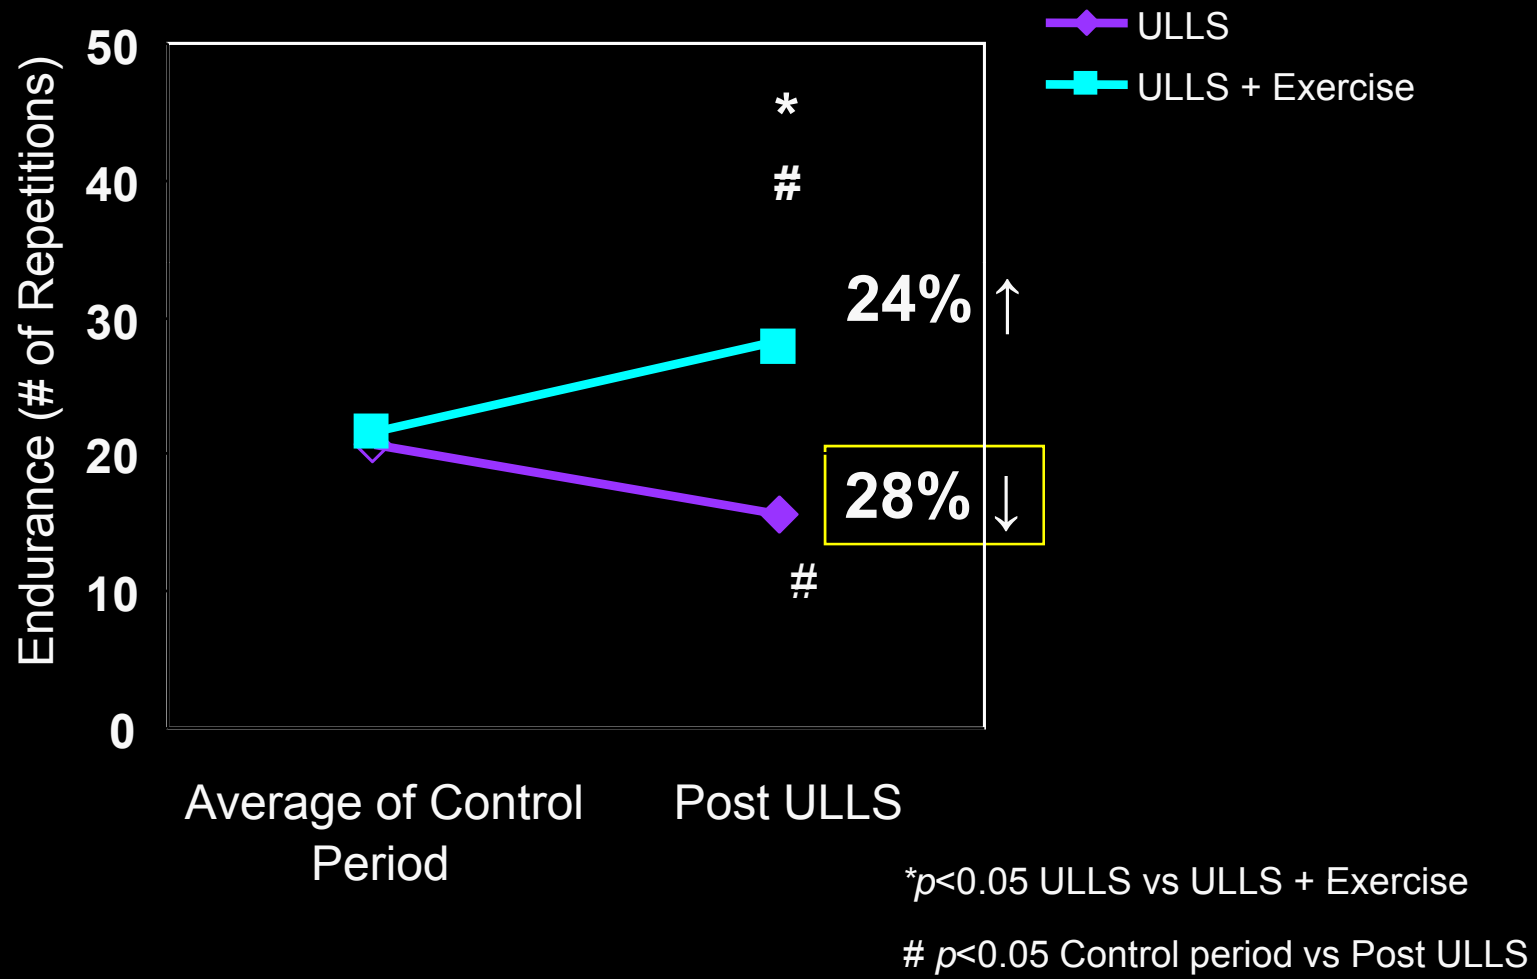 ULLS
ULLS + Exercise
Endurance (# of Repetitions)
50
40
30
20
10
0
*
#
24% ↑
28% ↓
#
Average of Control
Period
Post ULLS
*p<0.05 ULLS vs ULLS + Exercise
# p<0.05 Control period vs Post ULLS